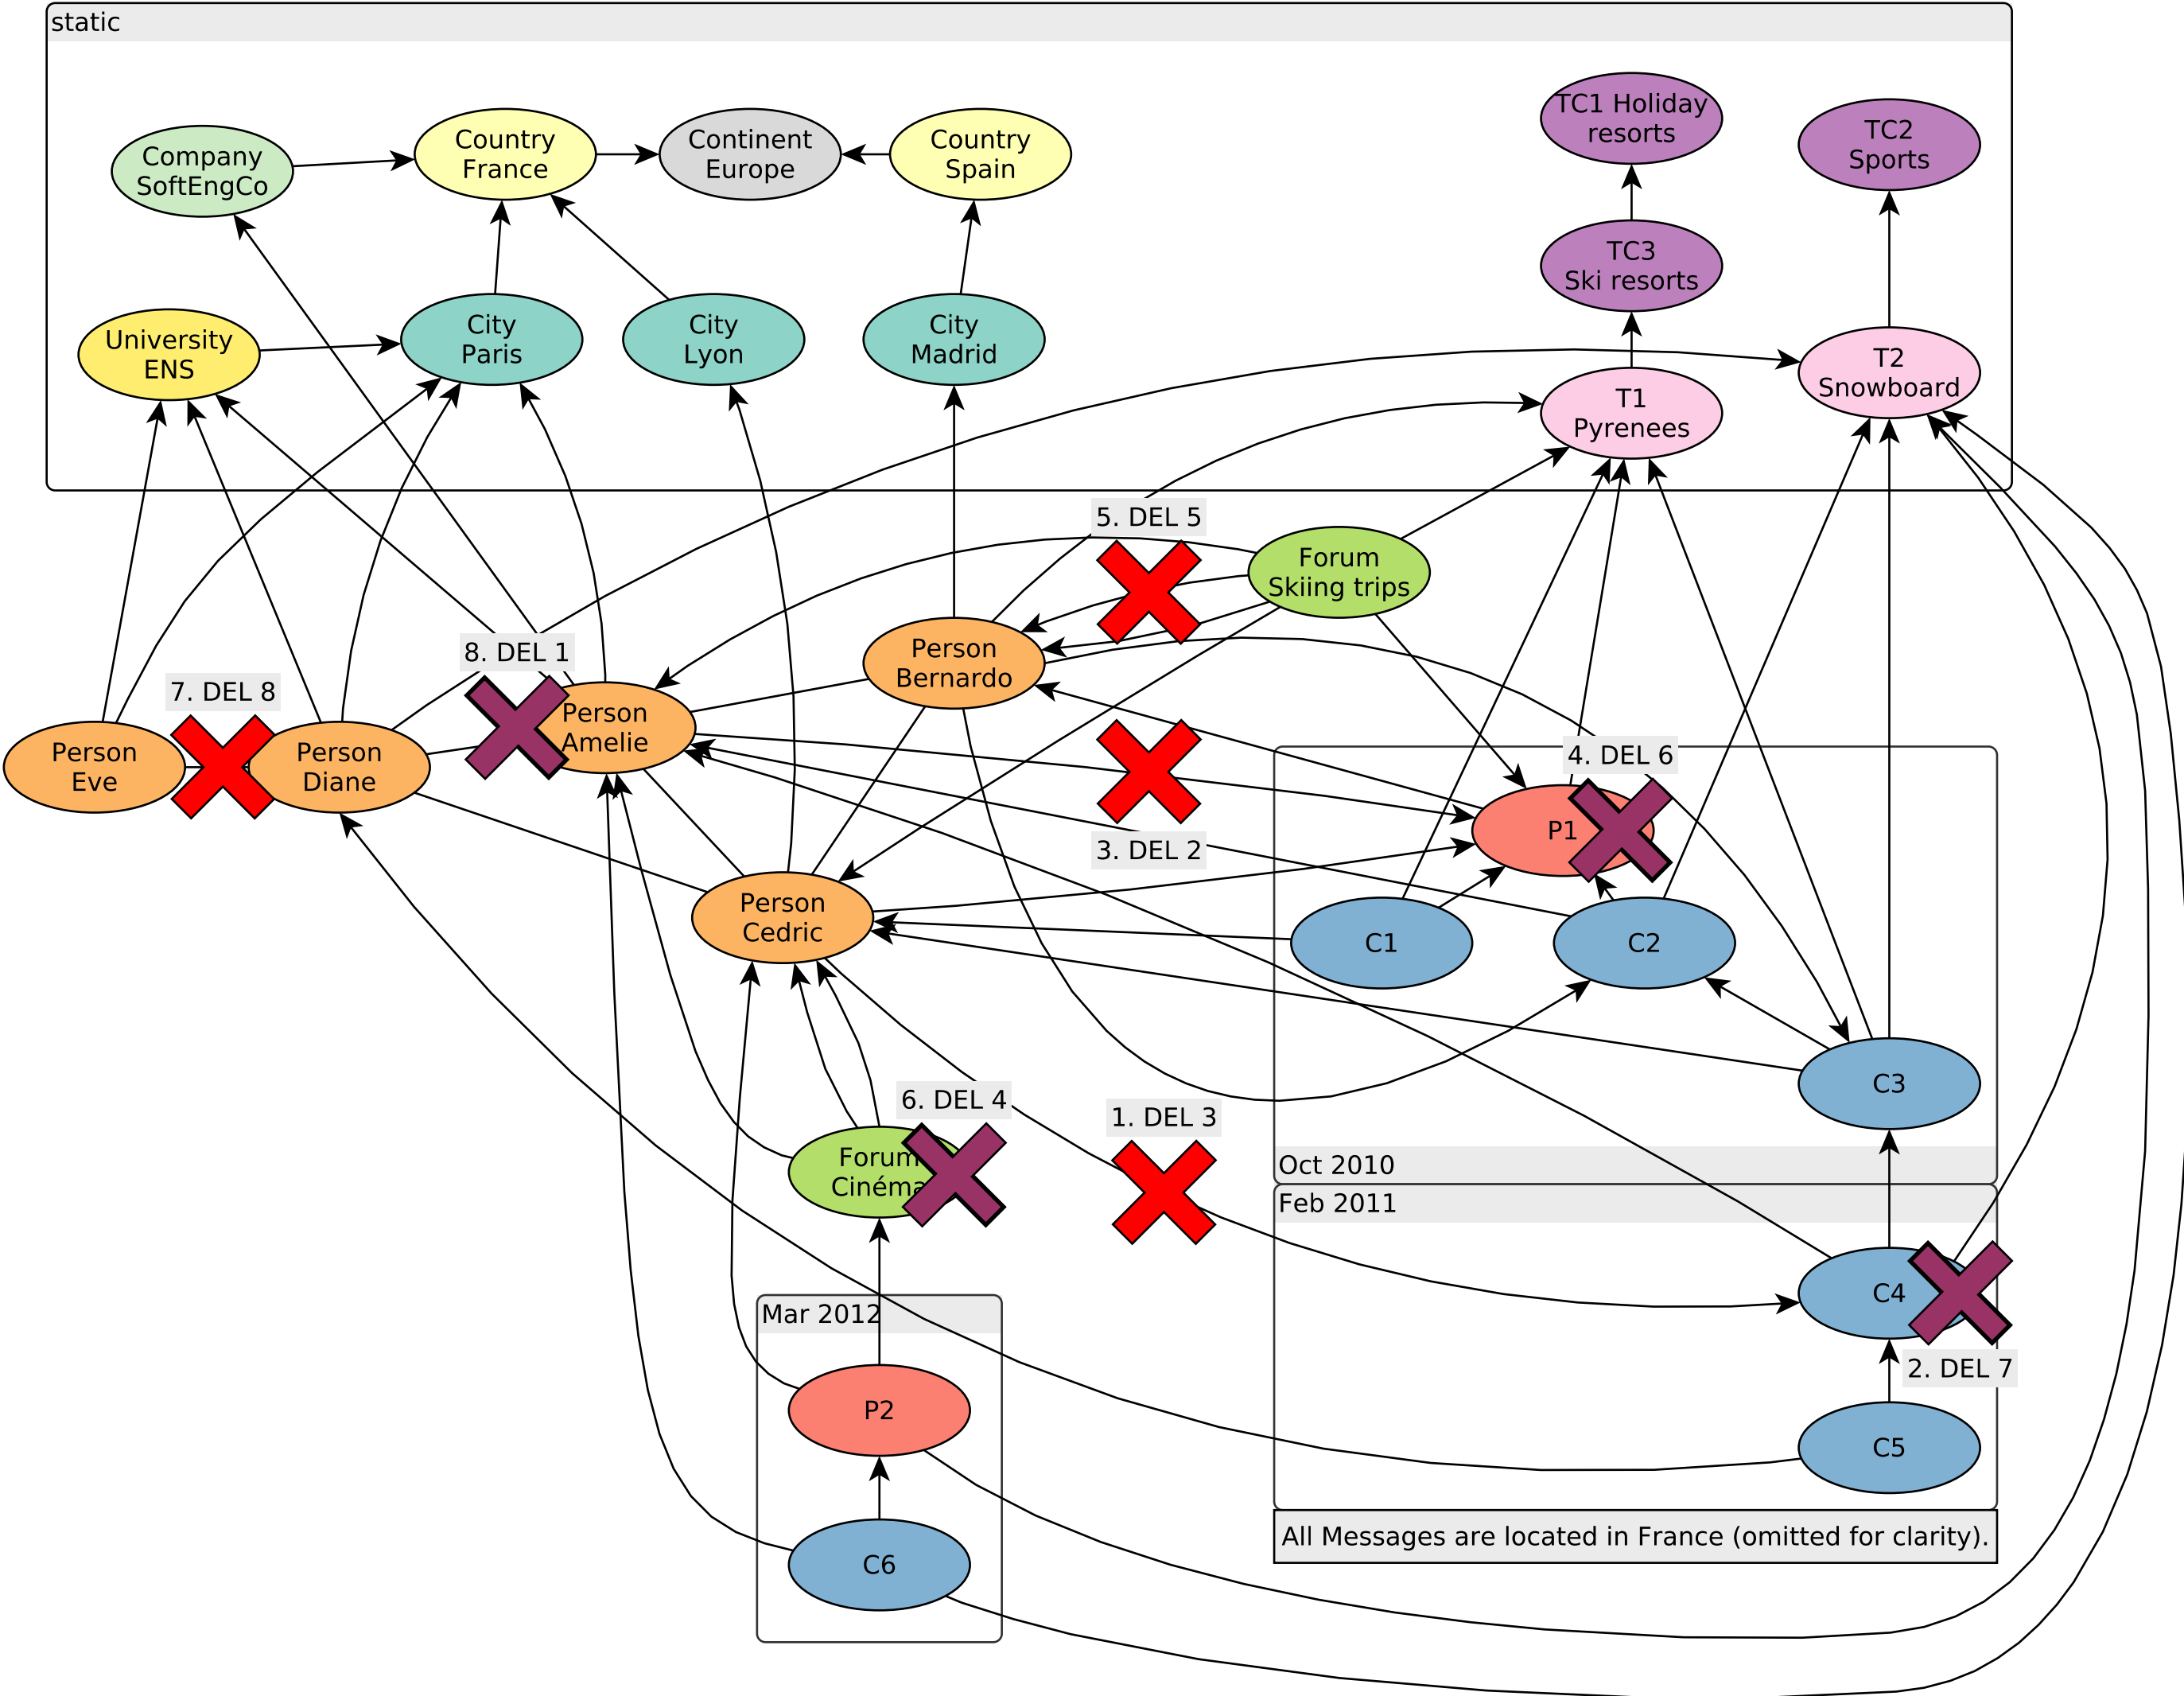 static
TC1 Holiday
resorts
TC2
Sports
Company
SoftEngCo
Country
France
Continent
Europe
Country
Spain
TC3
Ski resorts
University
ENS
City
Paris
City
Lyon
City
Madrid
T1
Pyrenees
T2
Snowboard
5. DEL 5
Forum
Skiing trips
8. DEL 1
Person
Bernardo
7. DEL 8
Person
Eve
Person
Diane
Person
Amelie
4. DEL 6
P1
3. DEL 2
Person
Cedric
C1
C2
C3
6. DEL 4
1. DEL 3
Forum
Cinéma
Oct 2010
Feb 2011
C4
2. DEL 7
Mar 2012
P2
C5
All Messages are located in France (omitted for clarity).
C6